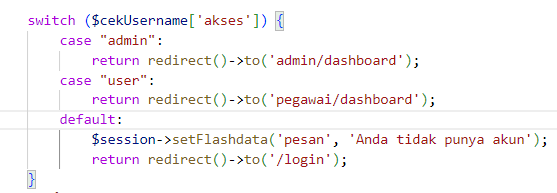 switch ($cekUsername['akses']) {
    case "admin":
        return redirect()->to('admin/dashboard');
    case "user":
        return redirect()->to('pegawai/dashboard');
    default:
        $session->setFlashdata('pesan', 'Anda tidak punya akun');
        return redirect()->to('/login');
}